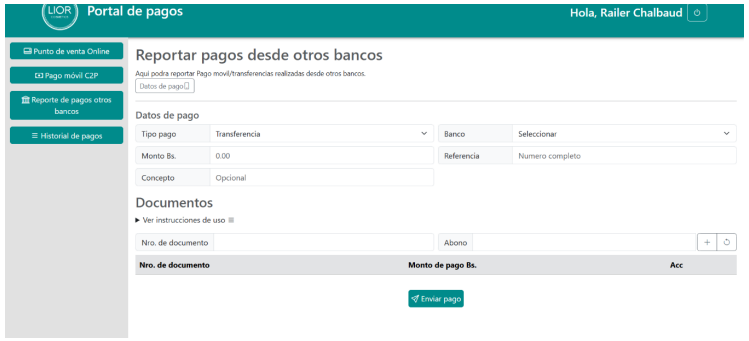 LIOR
COSMETICS
Portal de pagos
Hola, Railer Chalbaud
Punto de venta Online
Pago móvil C2P
Reporte de pagos otros
bancos
Historial de pagos
Reportar pagos desde otros bancos
Aqui podra reportar Pago movil/transferencias realizadas desde otros bancos.
Datos de pago
Datos de pago
Tipo pago
Transferencia
Banco
Seleccionar
Monto Bs.
0.00
Referencia
Numero completo
Concepto
Opcional
Documentos
Ver instrucciones de uso
Nro. de documento
Abono
Nro. de documento
Monto de pago Bs.
Acc
Enviar pago